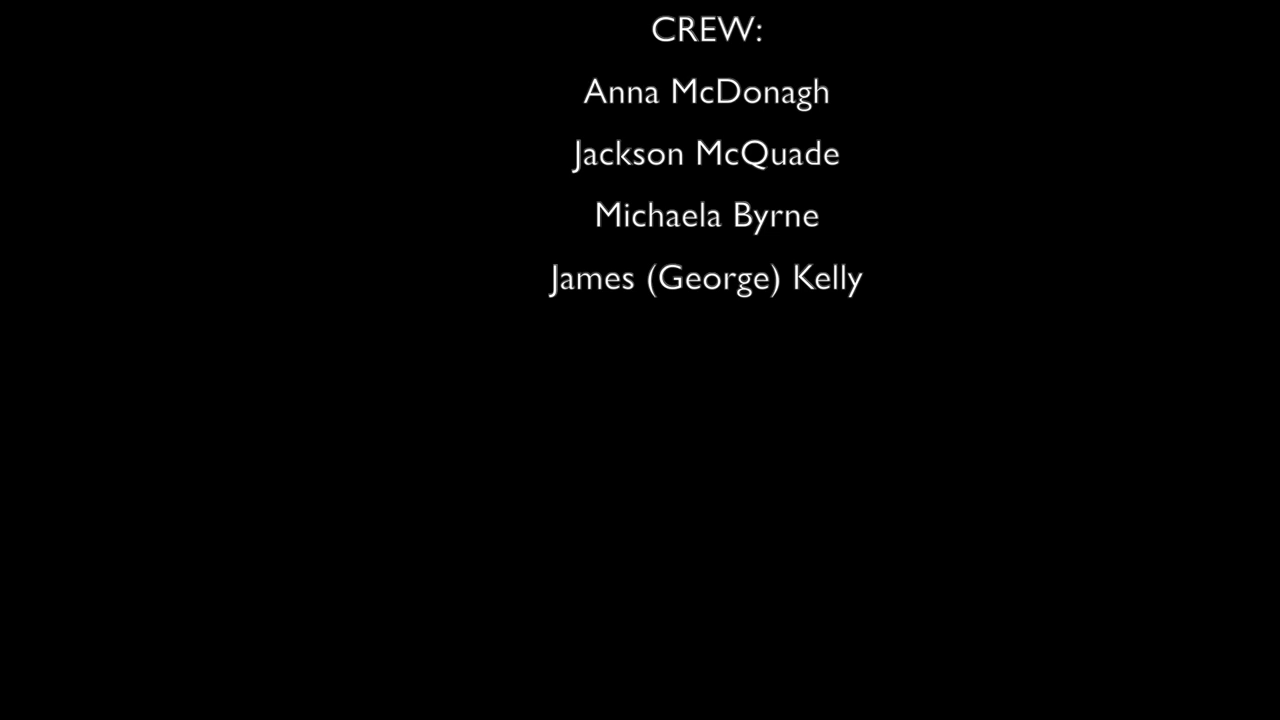 CREW:
Anna McDonagh
Jackson McQuade
Michaela Byrne
James (George) Kelly